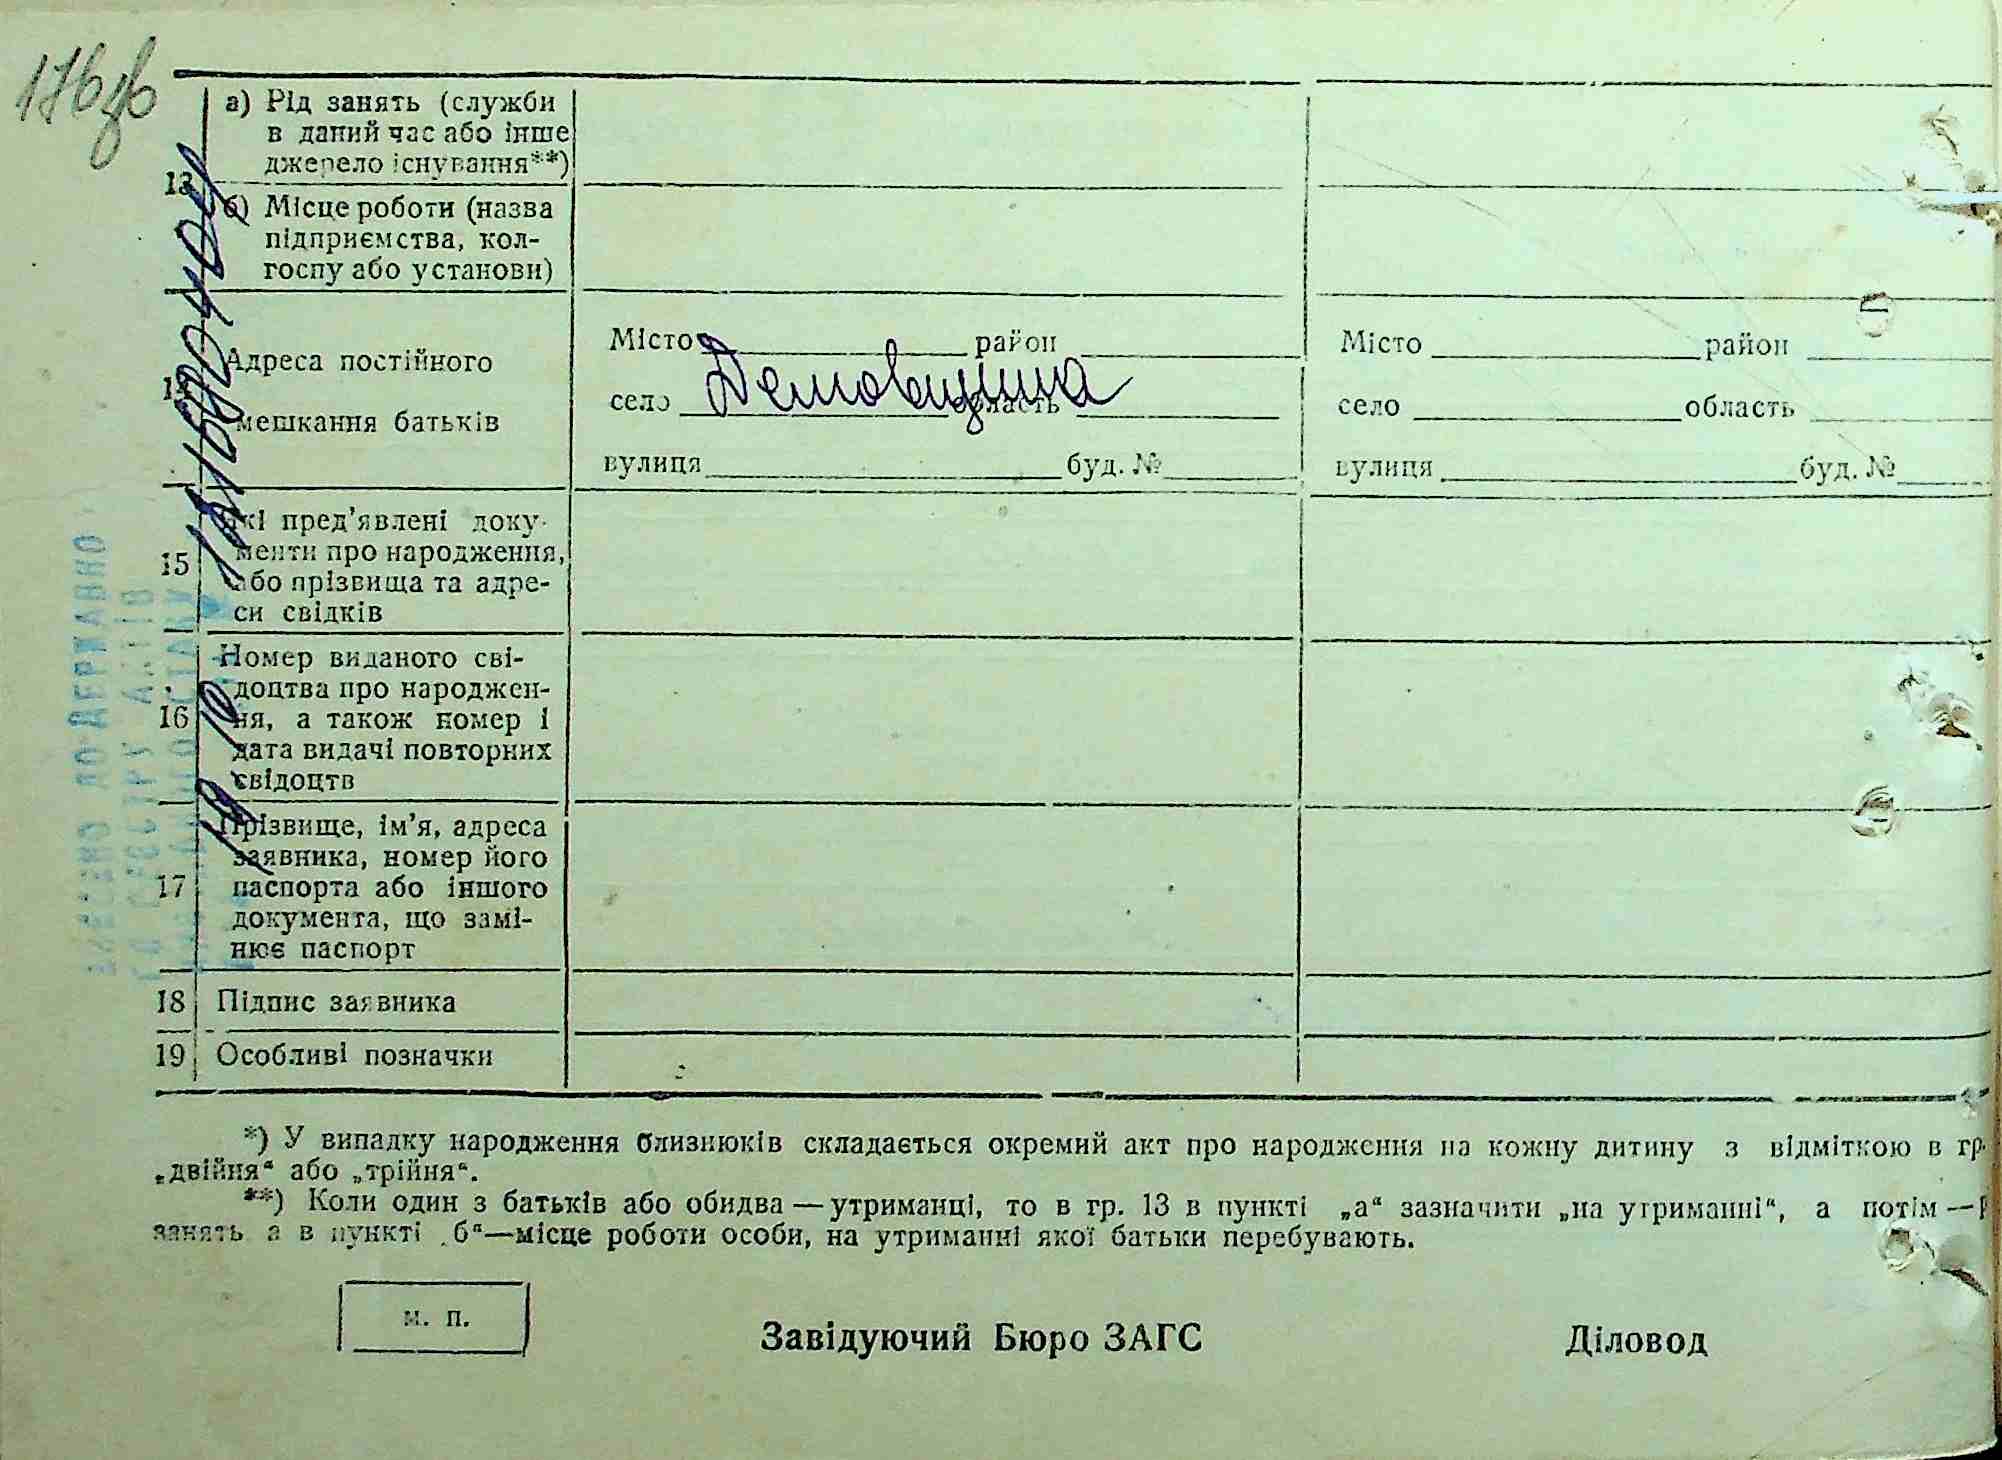 176 зв
13
а) Рід занять (служби
в даний час або інше
джерело існування**)
б) Місце роботи (назва
підприємства, кол-
госпу або установи)
14
Адреса постійного
мешкання батьків
Місто район
село Демовщина область
вулиця буд. №
Місто район
село область
вулиця буд. №
15
Які пред’явлені доку-
менти про народження,
або прізвища та адре-
си свідків
16
Номер виданого сві-
доцтва про народжен-
ня, а також номер і
дата видачі повторних
свідоцтв
17
Прізвище, ім’я, адреса
заявника, номер його
паспорта або іншого
документа, що замі-
нює паспорт
18 Підпис заявника
19 Особливі позначки
*) У випадку народження близнюків складається окремий акт про народження на кожну дитину з відміткою в гр.
„двійня“ або „трійня“.
**) Коли один з батьків або обидва — утриманці, то в гр. 13 в пункті „а“ зазначити „на утриманні“, а потім —
занять а в пункті „б“—місце роботи особи, на утриманні якої батьки перебувають.
м. п.
Завідуючий Бюро ЗАГС
Діловод